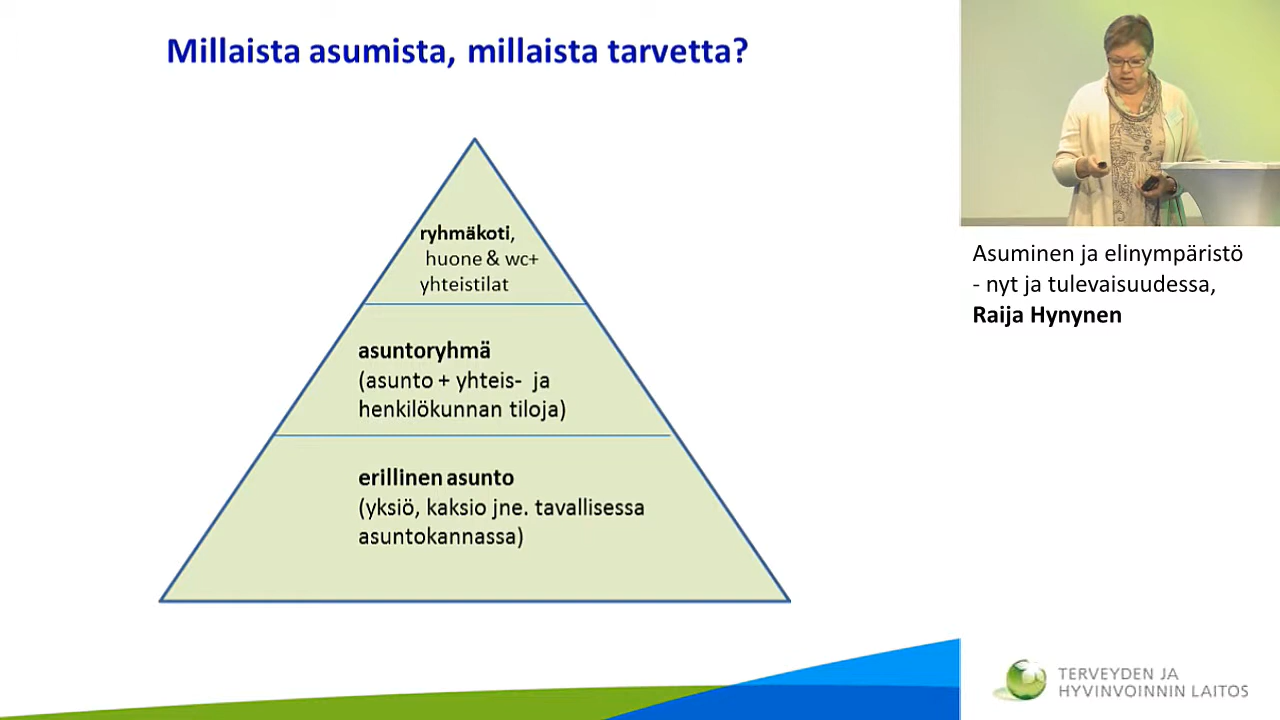 Millaista asumista, millaista tarvetta?
ryhmäkoti,
huone & wc+
yhteistilat
asuntoryhmä
(asunto + yhteis- ja
henkilökunnan tiloja)
erillinen asunto
(yksiö, kaksio jne. tavallisessa
asuntokannassa)
Asuminen ja elinympäristö
- nyt ja tulevaisuudessa,
Raija Hynynen
TERVEYDEN JA
HYVINVOINNIN LAITOS